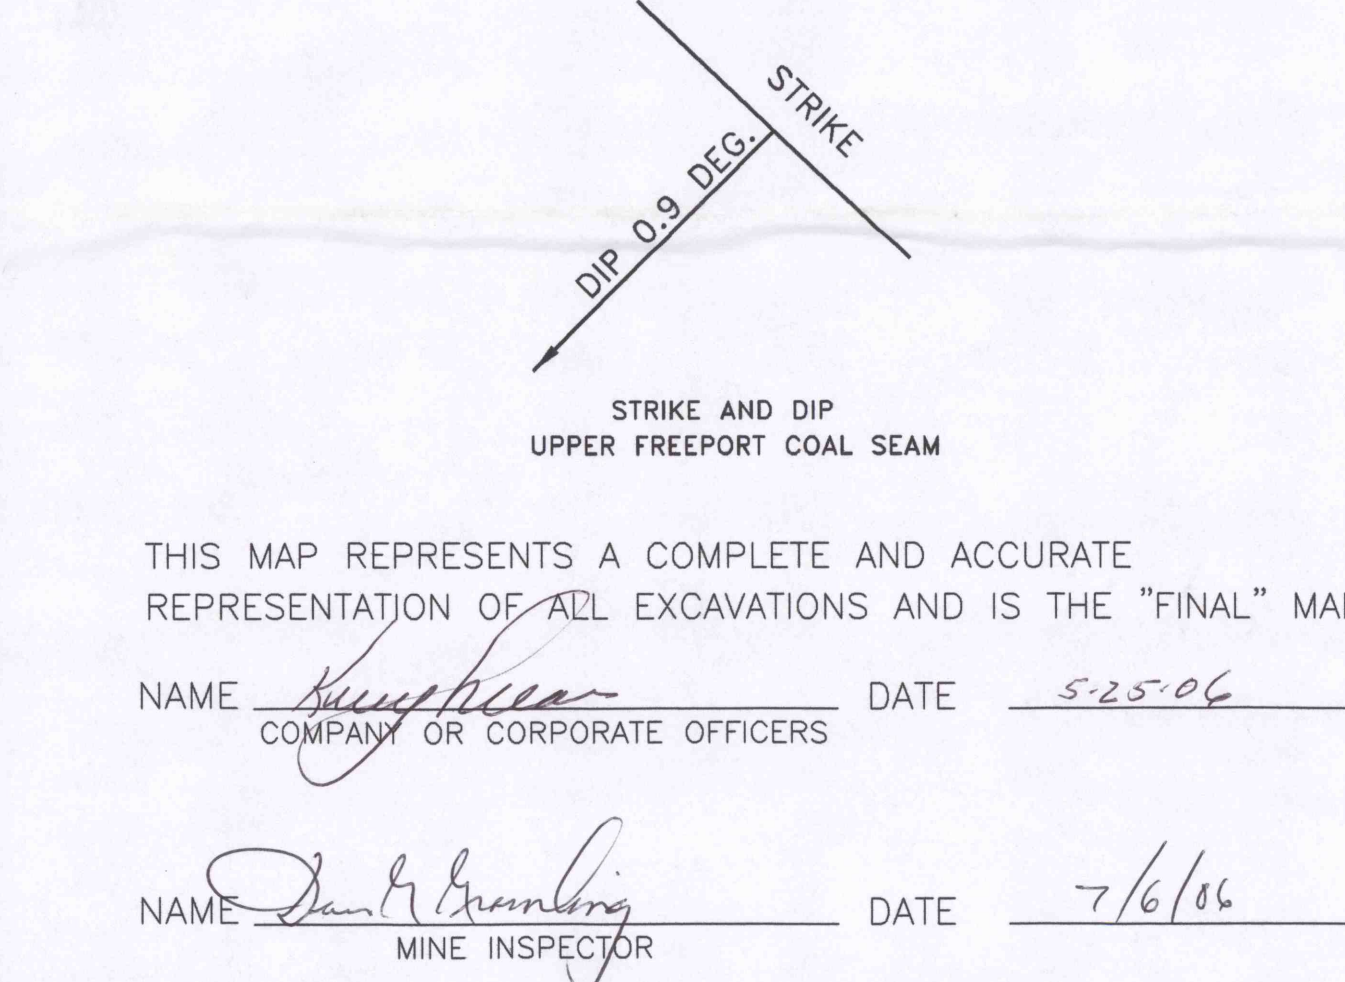 STRIKE
DIP 0.9 DEG.
STRIKE AND DIP
UPPER FREEPORT COAL SEAM
THIS MAP REPRESENTS A COMPLETE AND ACCURATE
REPRESENTATION OF ALL EXCAVATIONS AND IS THE "FINAL" MA
NAME DATE 5-25-06
COMPANY OR CORPORATE OFFICERS
NAME DATE 7/6/06
MINE INSPECTOR